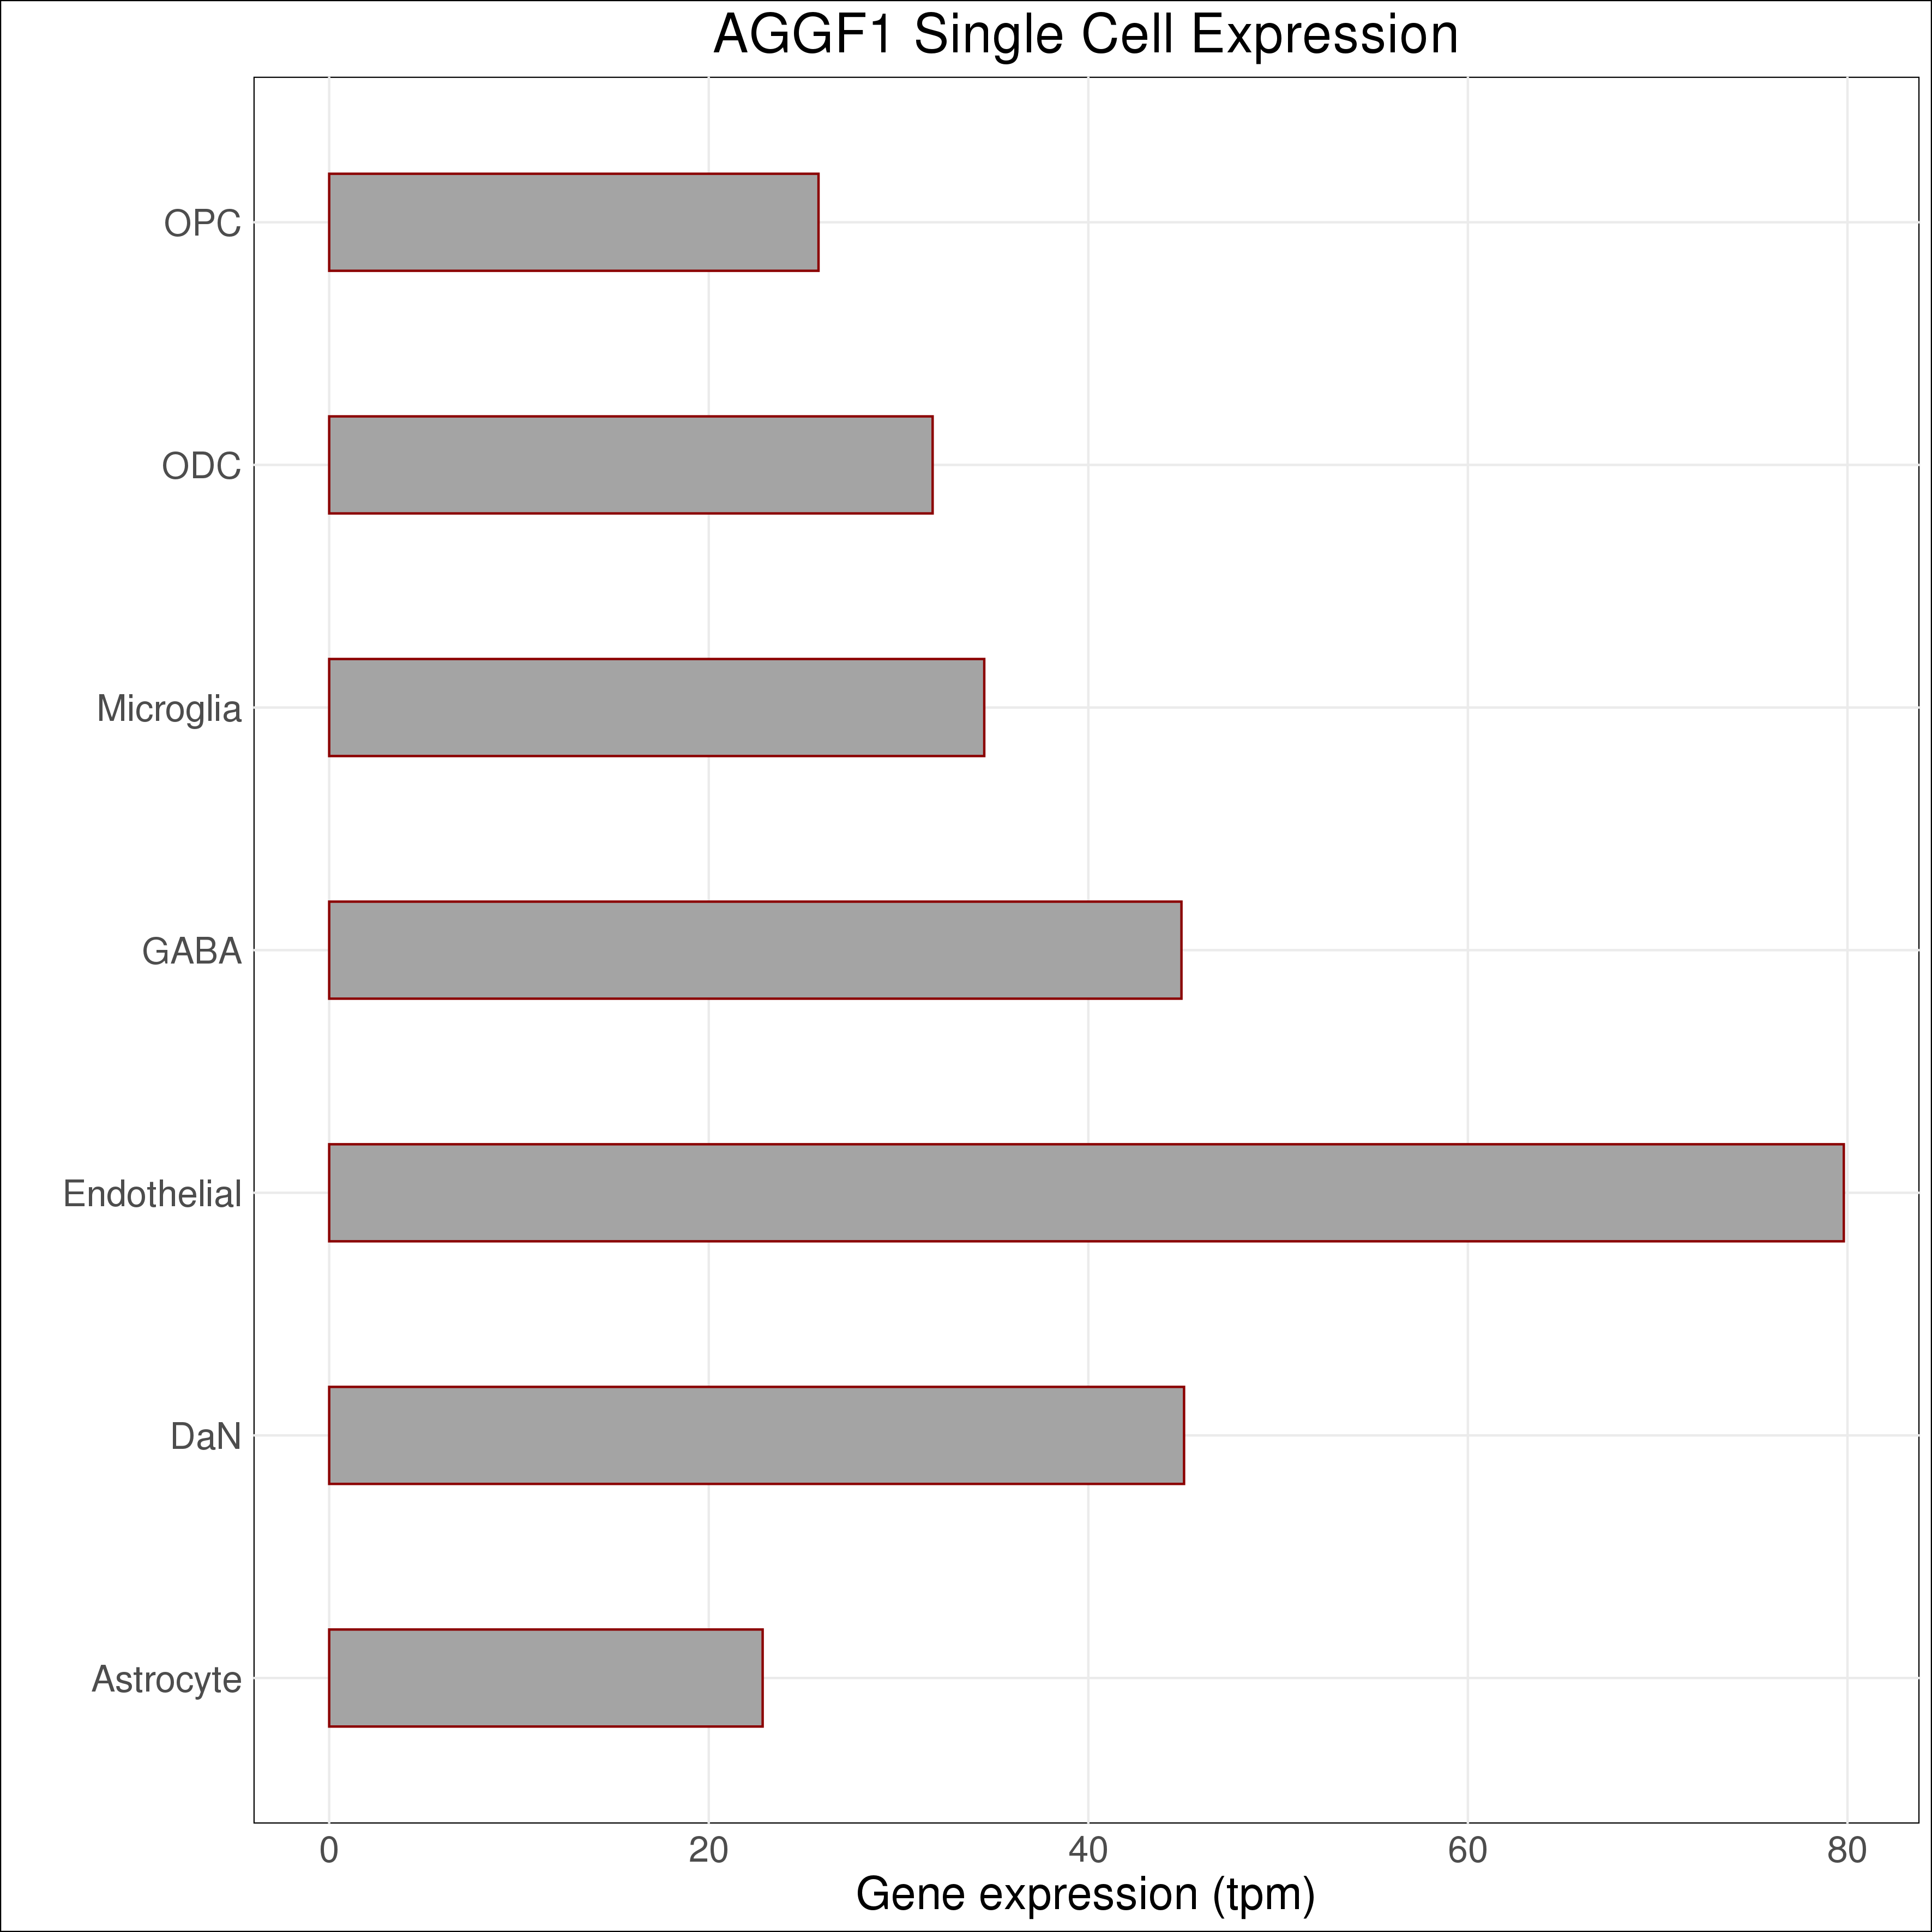 AGGF1 Single Cell Expression
OPC
ODC
Microglia
GABA
Endothelial
DaN
Astrocyte
0 20 40 60 80
Gene expression (tpm)